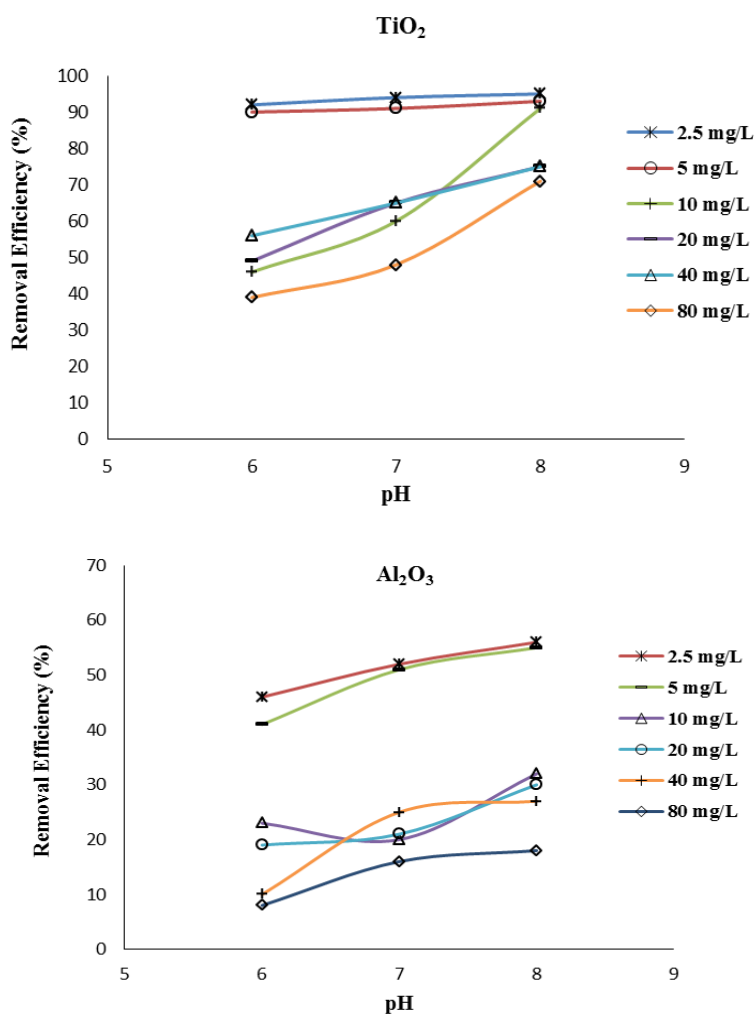 TiO₂
Removal Efficiency (%)
100
90
80
70
60
50
40
30
20
10
0
5
6
7
8
9
pH
2.5 mg/L
5 mg/L
10 mg/L
20 mg/L
40 mg/L
80 mg/L
Al₂O₃
Removal Efficiency (%)
70
60
50
40
30
20
10
0
5
6
7
8
9
pH
2.5 mg/L
5 mg/L
10 mg/L
20 mg/L
40 mg/L
80 mg/L